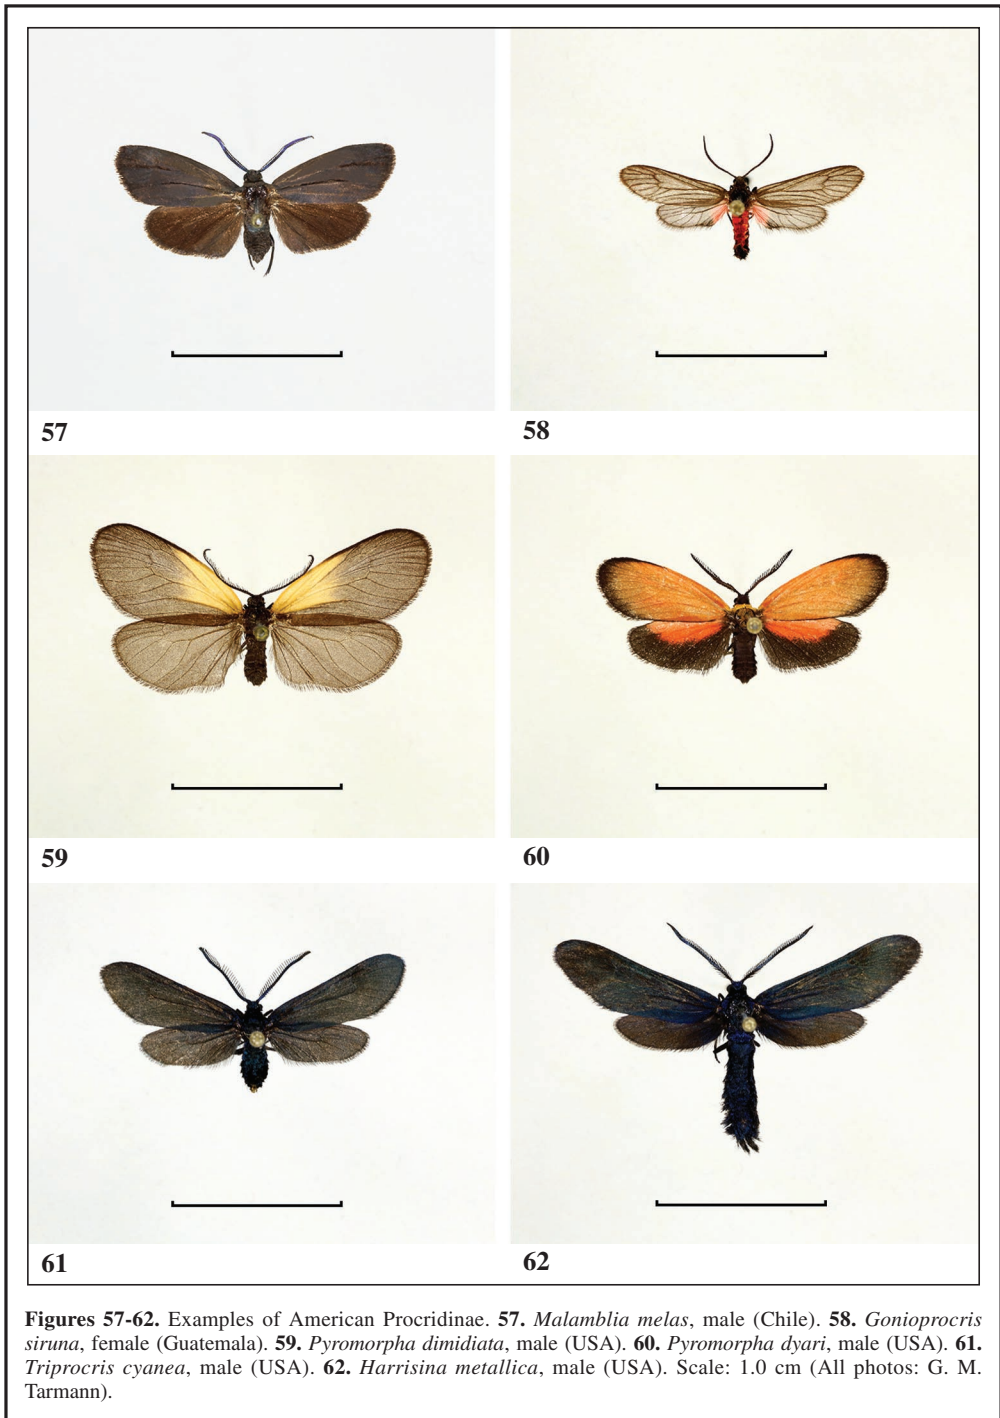 57
58
59
60
61
62
Figures 57-62. Examples of American Procridinae. 57. Malamblia melas, male (Chile). 58. Gonioprocris
siruna, female (Guatemala). 59. Pyromorpha dimidiata, male (USA). 60. Pyromorpha dyari, male (USA). 61.
Triprocris cyanea, male (USA). 62. Harrisina metallica, male (USA). Scale: 1.0 cm (All photos: G. M.
Tarmann).